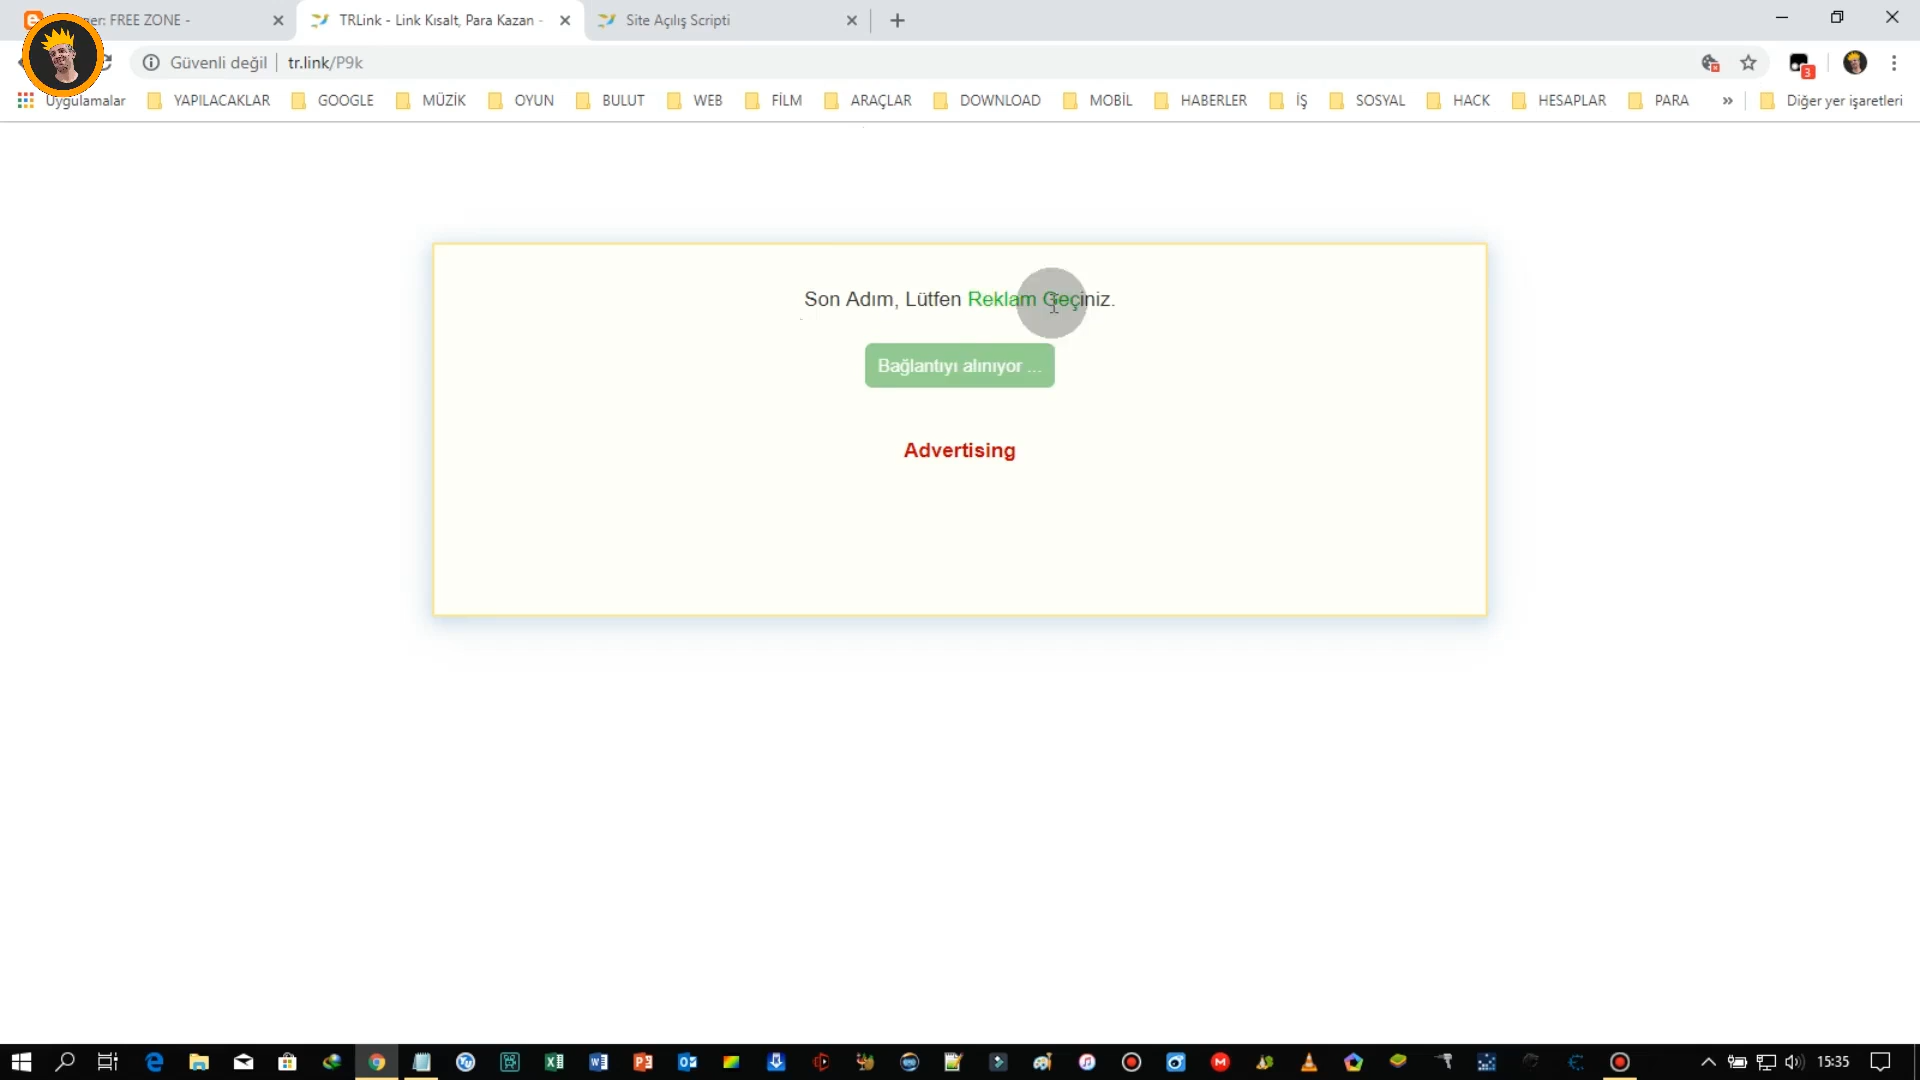 er: FREE ZONE -
TRLink - Link Kısalt, Para Kazan -
Site Açılış Scripti
Güvenli değil
tr.link/P9k
3
Uygulamalar
YAPILACAKLAR
GOOGLE
MÜZİK
OYUN
BULUT
WEB
FİLM
ARAÇLAR
DOWNLOAD
MOBİL
HABERLER
İŞ
SOSYAL
HACK
HESAPLAR
PARA
»
Diğer yer işaretleri
Son Adım, Lütfen Reklam Geçiniz.
Bağlantıyı alınıyor ...
Advertising
15:35